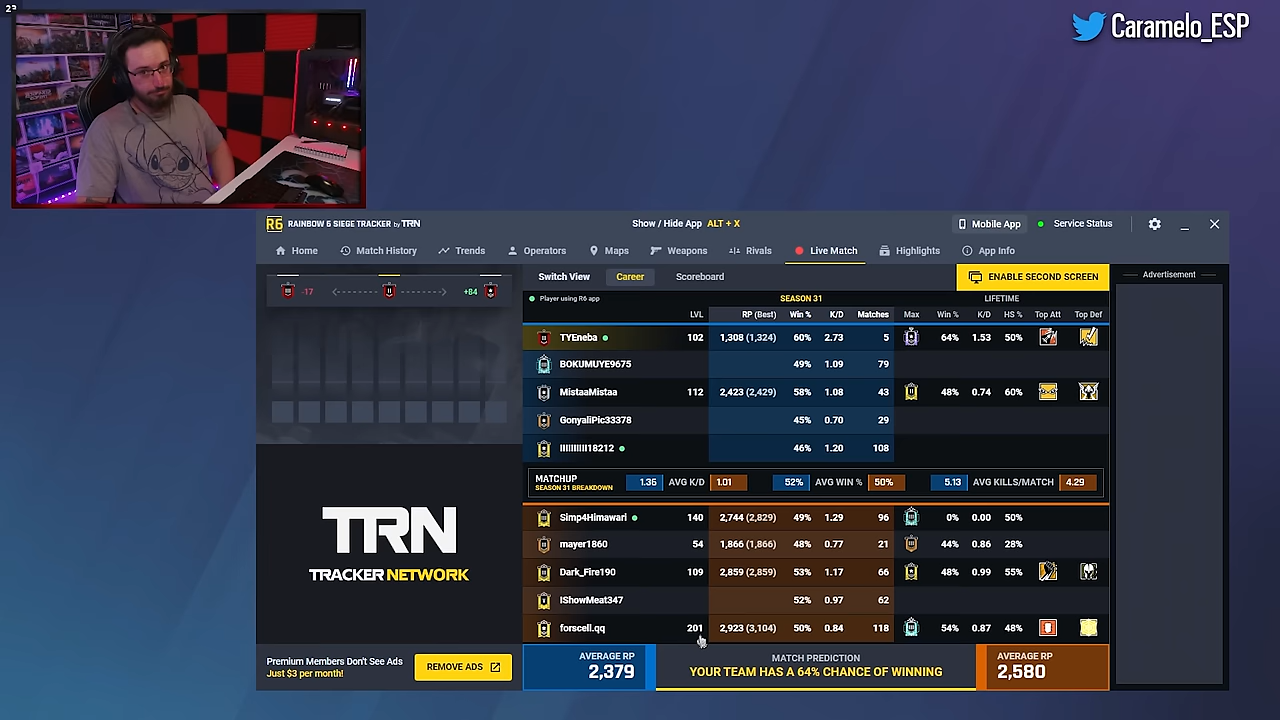 Caramelo_ESP
R6 RAINBOW 6 SIEGE TRACKER by TRN
Show / Hide App ALT + X
Mobile App
Service Status
Home
Match History
Trends
Operators
Maps
Weapons
Rivals
Live Match
Highlights
App Info
Switch View
Career
Scoreboard
ENABLE SECOND SCREEN
Advertisement
-17
+84
Player using R6 app
SEASON 31
LIFETIME
LVL RP (Best) Win % K/D Matches Max Win % K/D HS % Top Att Top Def
TYEneba 102 1,308 (1,324) 60% 2.73 5 64% 1.53 50%
BOKUMUYE9675 49% 1.09 79
MistaaMistaa 112 2,423 (2,429) 58% 1.08 43 48% 0.74 60%
GonyaliPic33378 45% 0.70 29
46% 1.20 108
MATCHUP
SEASON 31 BREAKDOWN
1.36 AVG K/D 1.01
52% AVG WIN % 50%
5.13 AVG KILLS/MATCH 4.29
Simp4Himawari 140 2,744 (2,829) 49% 1.29 96 0% 0.00 50%
mayer1860 54 1,866 (1,866) 48% 0.77 21 44% 0.86 28%
Dark_Fire190 109 2,859 (2,859) 53% 1.17 66 48% 0.99 55%
IShowMeat347 52% 0.97 62
forscell.qq 201 2,923 (3,104) 50% 0.84 118 54% 0.87 48%
TRN
TRACKER NETWORK
Premium Members Don't See Ads
Just $3 per month!
REMOVE ADS
AVERAGE RP
2,379
MATCH PREDICTION
YOUR TEAM HAS A 64% CHANCE OF WINNING
AVERAGE RP
2,580